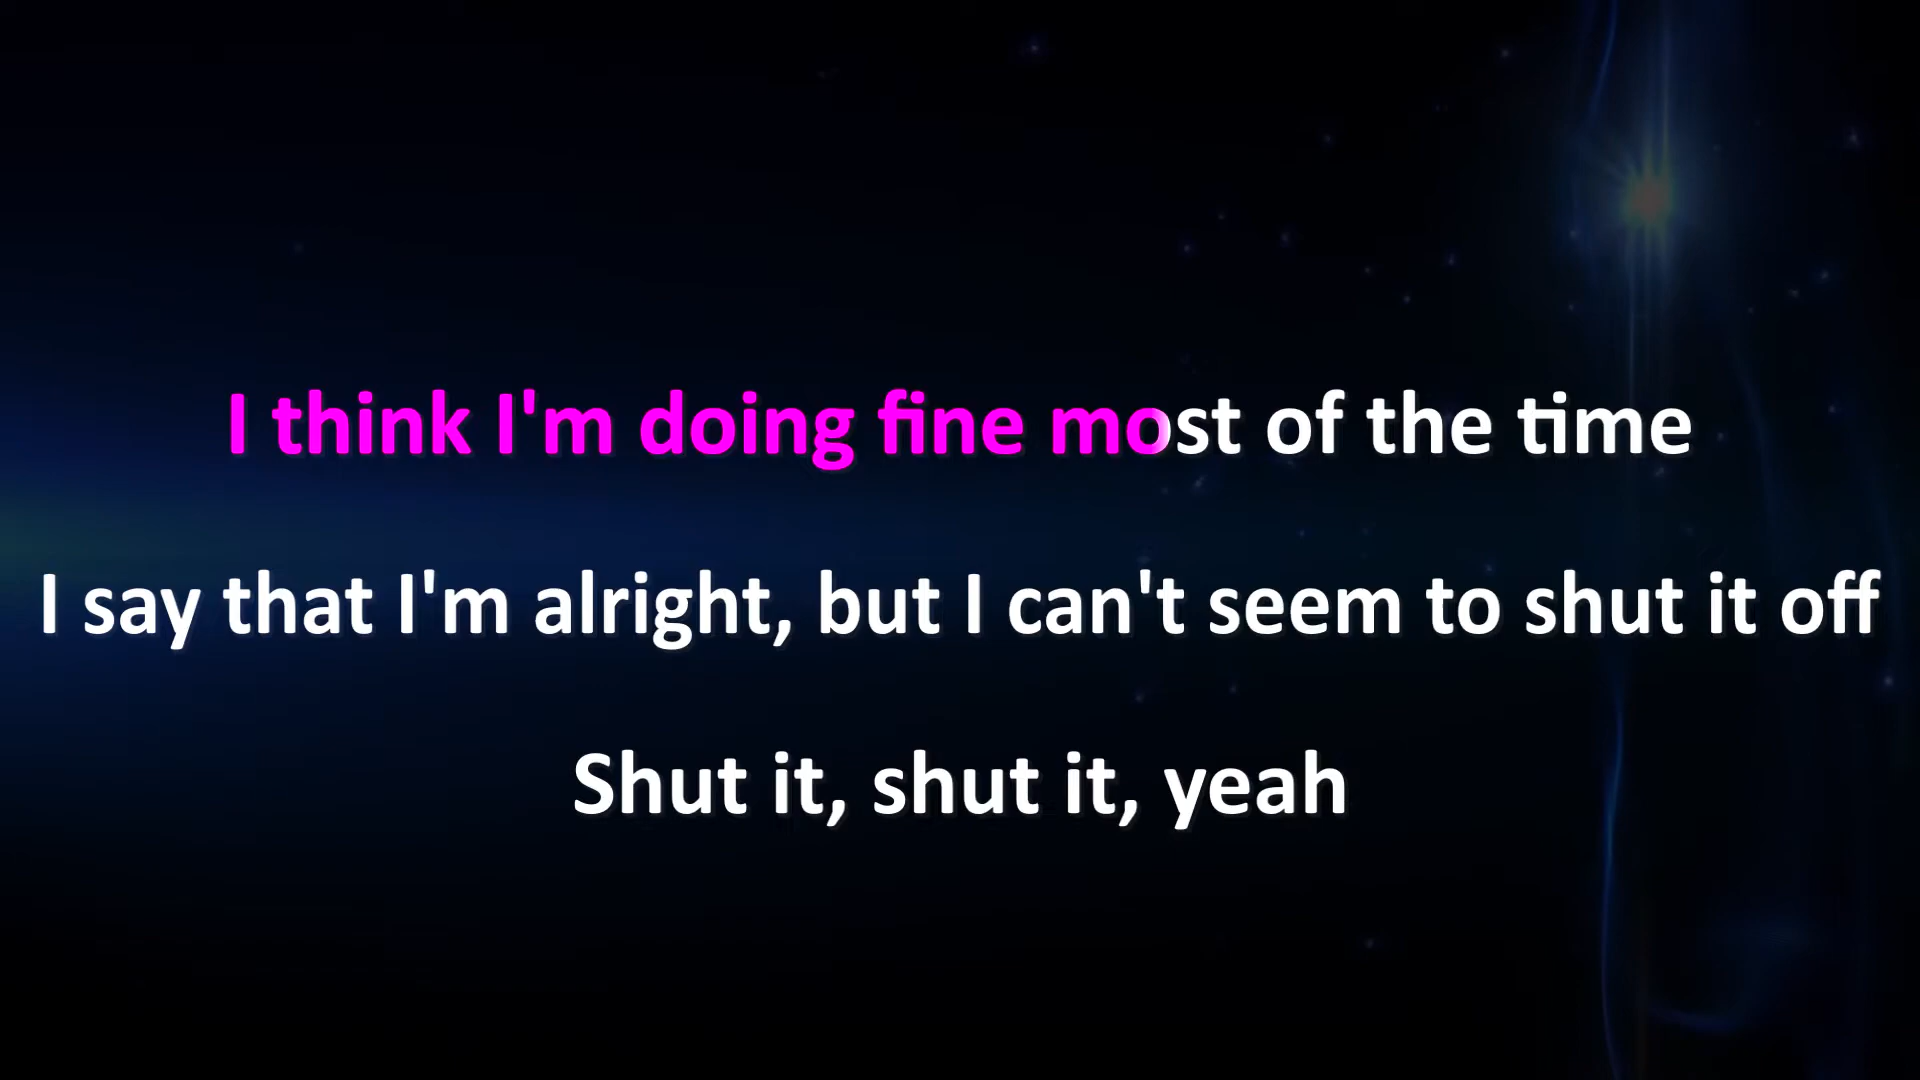 I think I'm doing fine most of the time
I say that I'm alright, but I can't seem to shut it off
Shut it, shut it, yeah